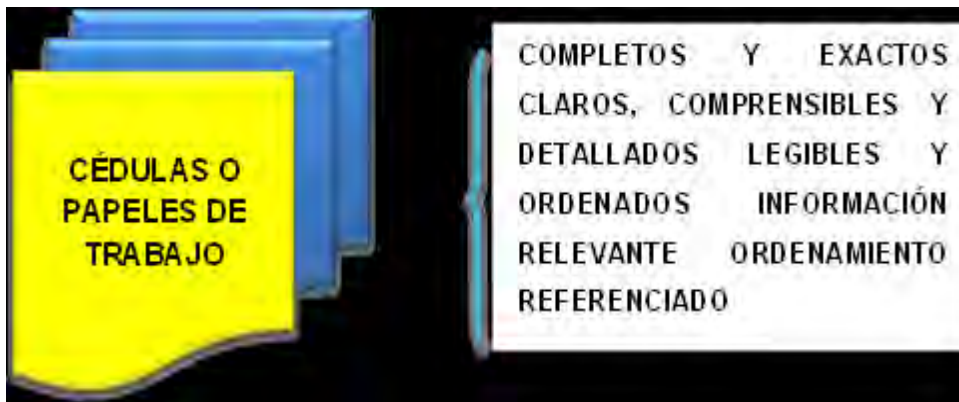 CÉDULAS O
PAPELES DE
TRABAJO
COMPLETOS Y EXACTOS
CLAROS, COMPRENSIBLES Y
DETALLADOS LEGIBLES Y
ORDENADOS INFORMACIÓN
RELEVANTE ORDENAMIENTO
REFERENCIADO